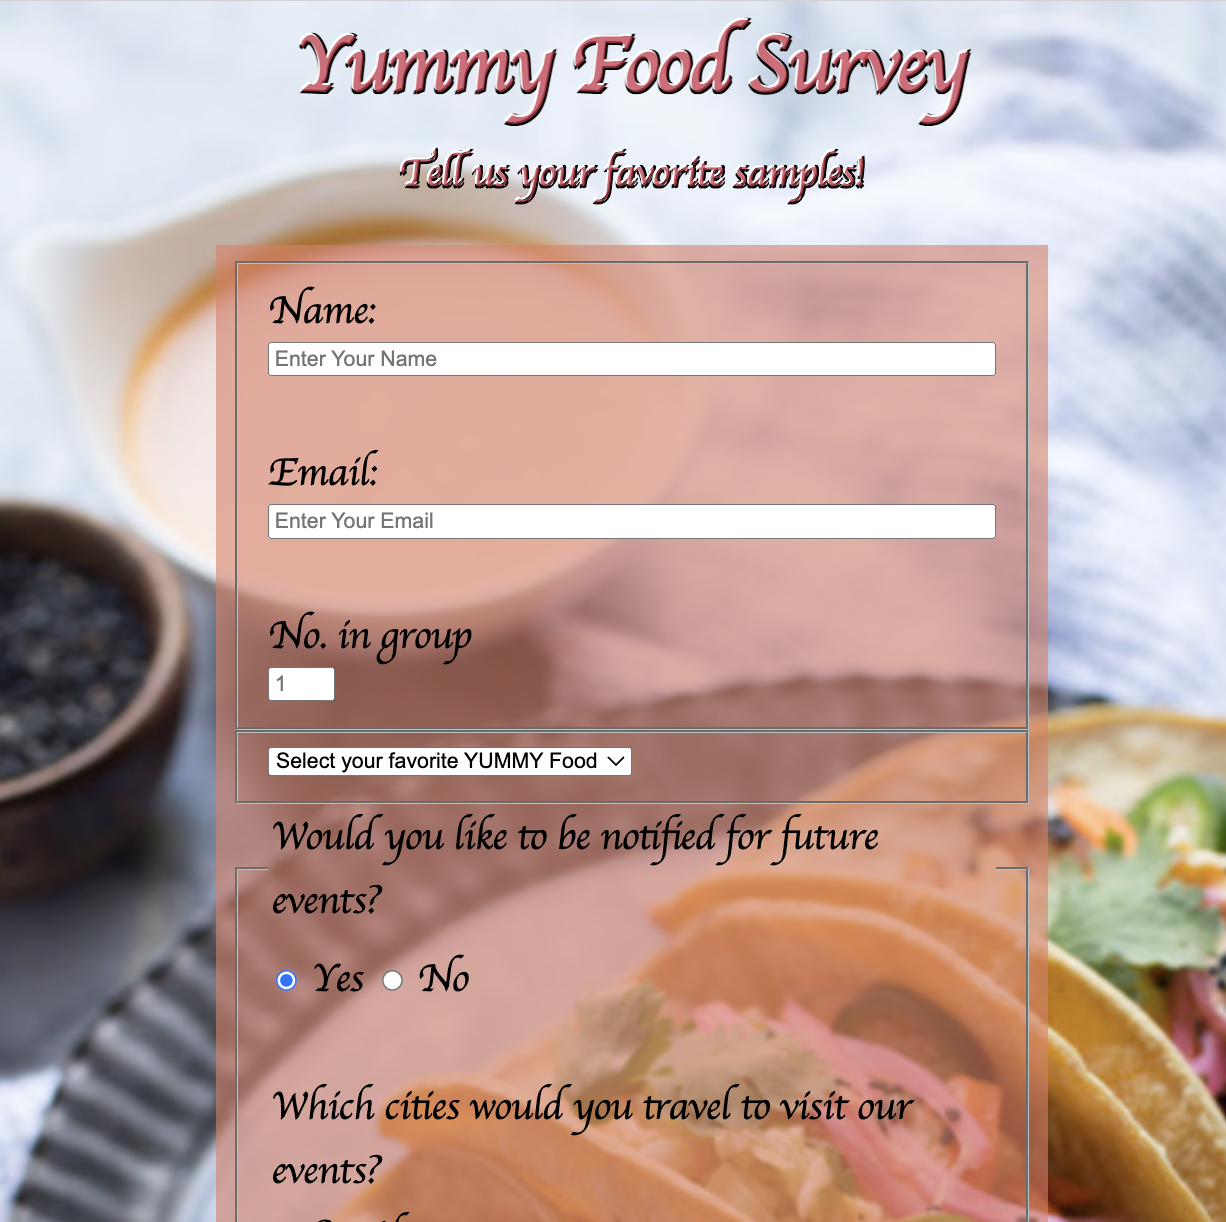 Yummy Food Survey
Tell us your favorite samples!
Name:
Enter Your Name
Email:
Enter Your Email
No. in group
1
Select your favorite YUMMY Food
Would you like to be notified for future
events?
Yes No
Which cities would you travel to visit our
events?